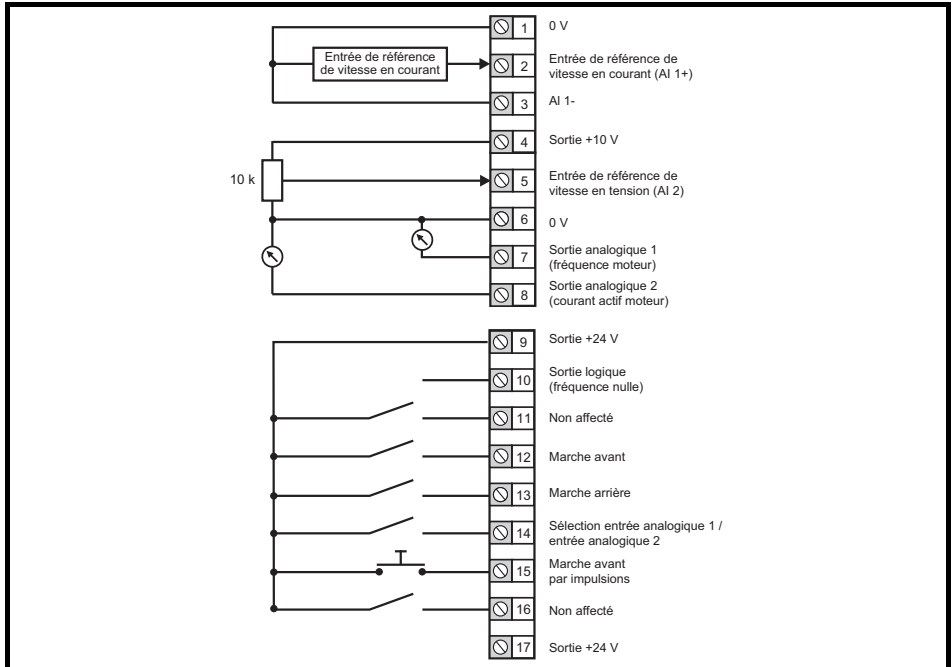 1 0 V
Entrée de référence
de vitesse en courant
2 Entrée de référence de
vitesse en courant (AI 1+)
3 AI 1-
4 Sortie +10 V
10 k
5 Entrée de référence de
vitesse en tension (AI 2)
6 0 V
7 Sortie analogique 1
(fréquence moteur)
8 Sortie analogique 2
(courant actif moteur)
9 Sortie +24 V
10 Sortie logique
(fréquence nulle)
11 Non affecté
12 Marche avant
13 Marche arrière
14 Sélection entrée analogique 1 /
entrée analogique 2
15 Marche avant
par impulsions
16 Non affecté
17 Sortie +24 V